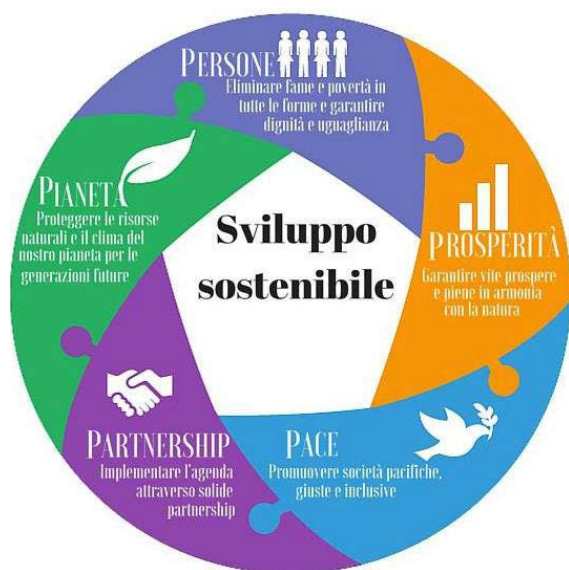 PERSONE
Eliminare fame e povertà in
tutte le forme e garantire
dignità e uguaglianza
PROSPERITÀ
Garantire vite prospere
e piene in armonia
con la natura
PACE
Promuovere società pacifiche,
giuste e inclusive
PARTNERSHIP
Implementare l'agenda
attraverso solide
partnership
PIANETA
Proteggere le risorse
naturali e il clima del
nostro pianeta per le
generazioni future
Sviluppo
sostenibile